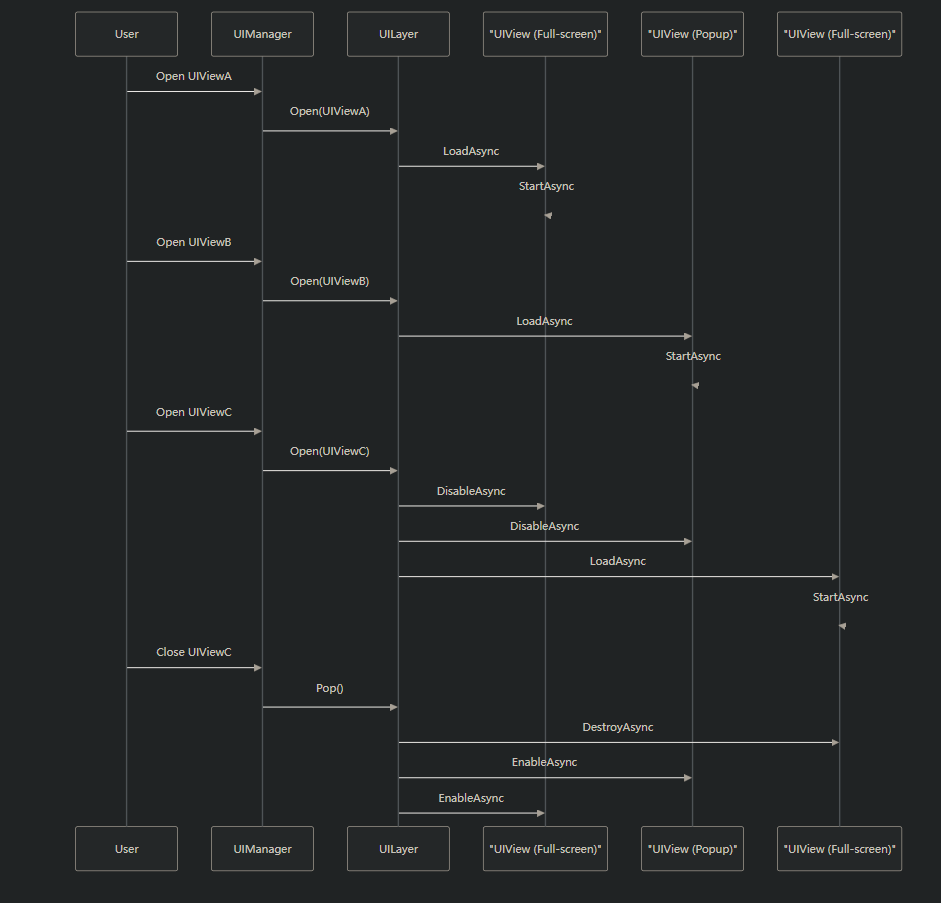 User
UIManager
UILayer
"UIView (Full-screen)"
"UIView (Popup)"
"UIView (Full-screen)"
Open UIViewA
Open(UIViewA)
LoadAsync
StartAsync
Open UIViewB
Open(UIViewB)
LoadAsync
StartAsync
Open UIViewC
Open(UIViewC)
DisableAsync
DisableAsync
LoadAsync
StartAsync
Close UIViewC
Pop()
DestroyAsync
EnableAsync
EnableAsync
User
UIManager
UILayer
"UIView (Full-screen)"
"UIView (Popup)"
"UIView (Full-screen)"